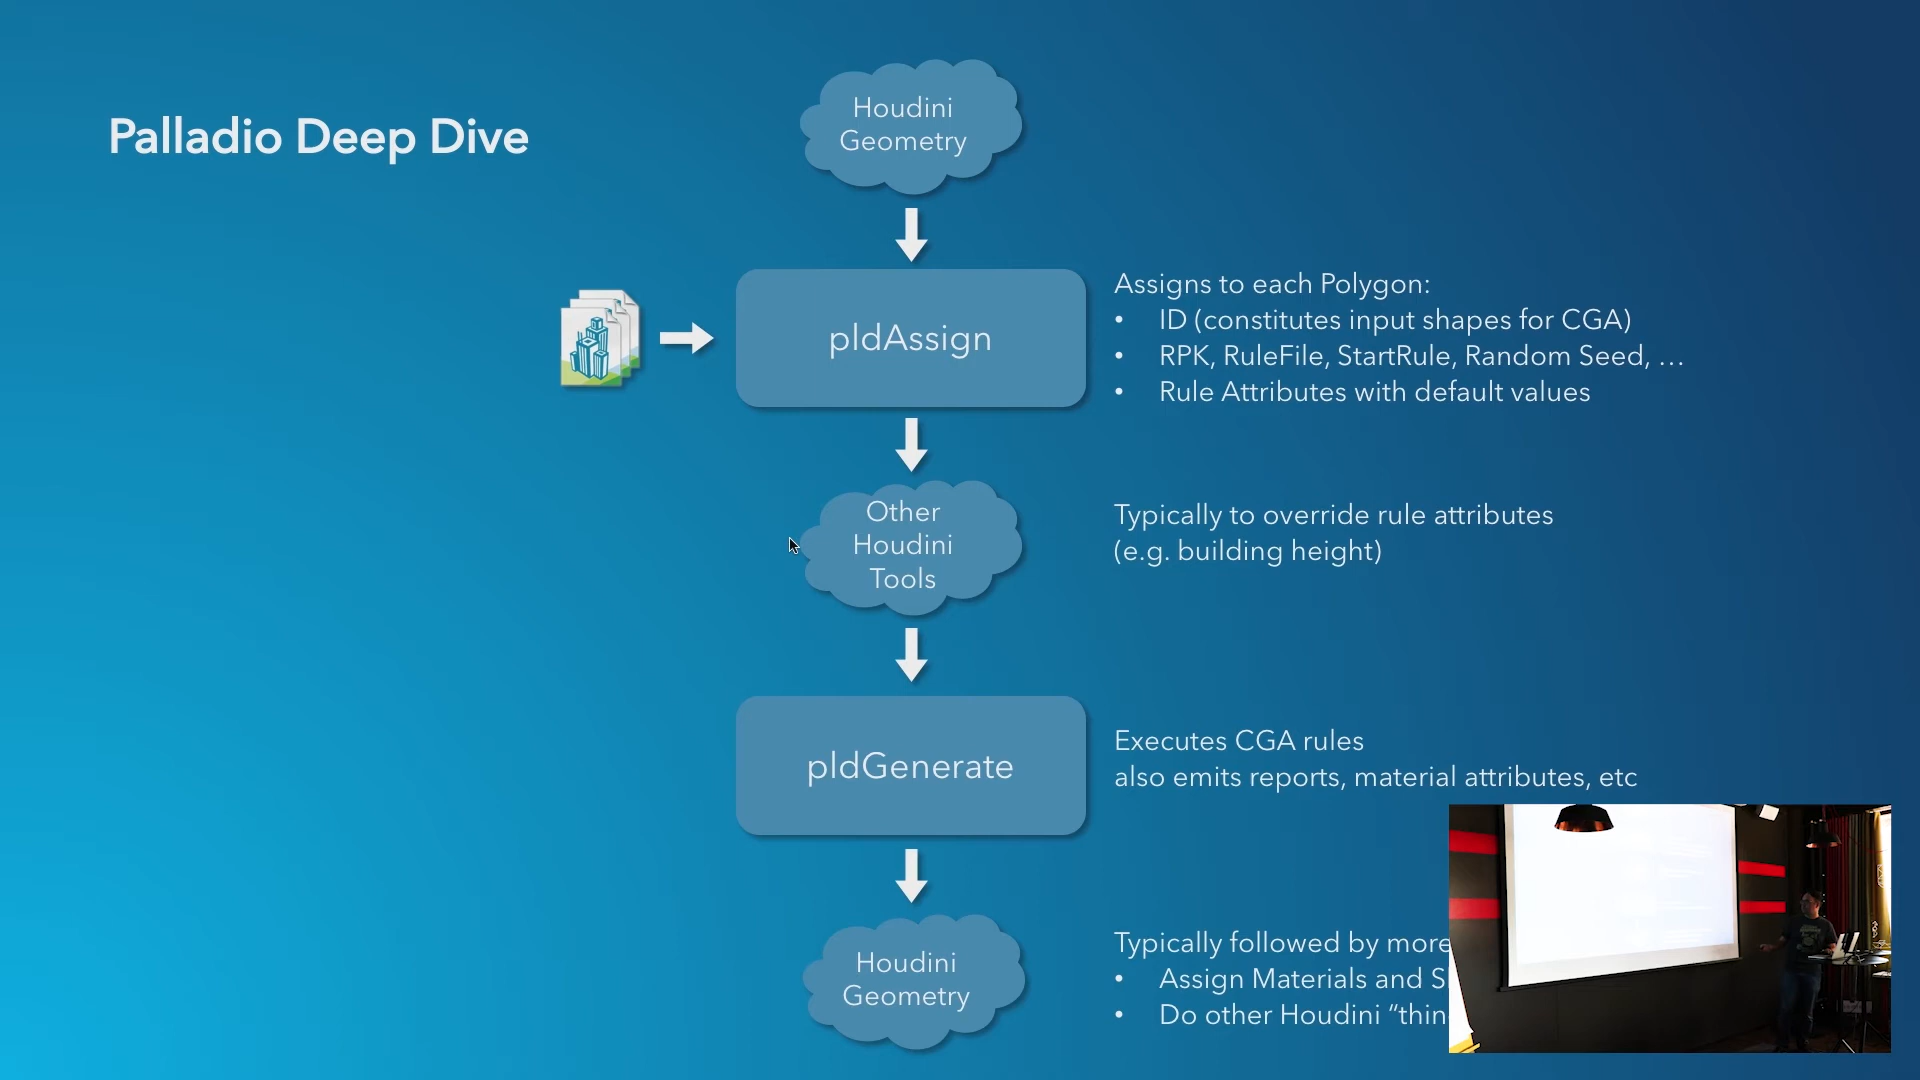 Palladio Deep Dive
Houdini
Geometry
pldAssign
Assigns to each Polygon:
• ID (constitutes input shapes for CGA)
• RPK, RuleFile, StartRule, Random Seed, …
• Rule Attributes with default values
Other
Houdini
Tools
Typically to override rule attributes
(e.g. building height)
pldGenerate
Executes CGA rules
also emits reports, material attributes, etc
Houdini
Geometry
Typically followed by more
• Assign Materials and
• Do other Houdini